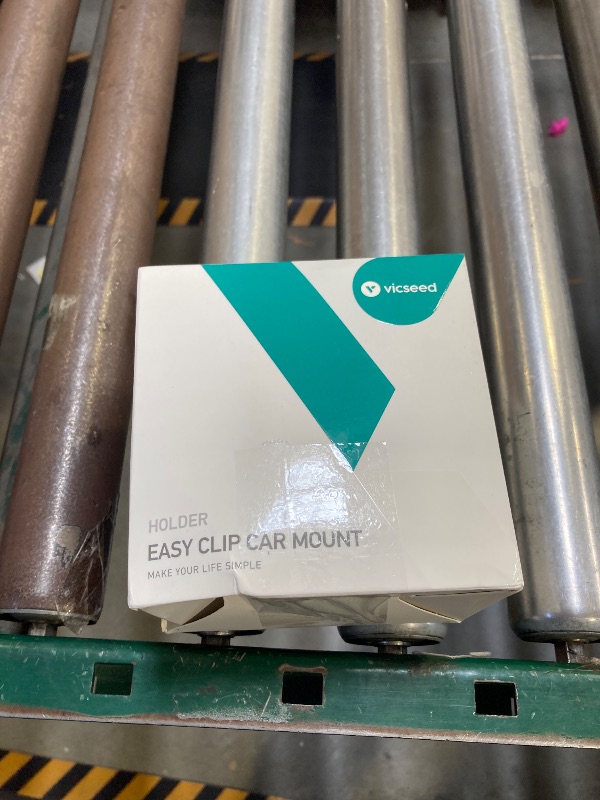 vicseed
HOLDER
EASY CLIP CAR MOUNT
MAKE YOUR LIFE SIMPLE